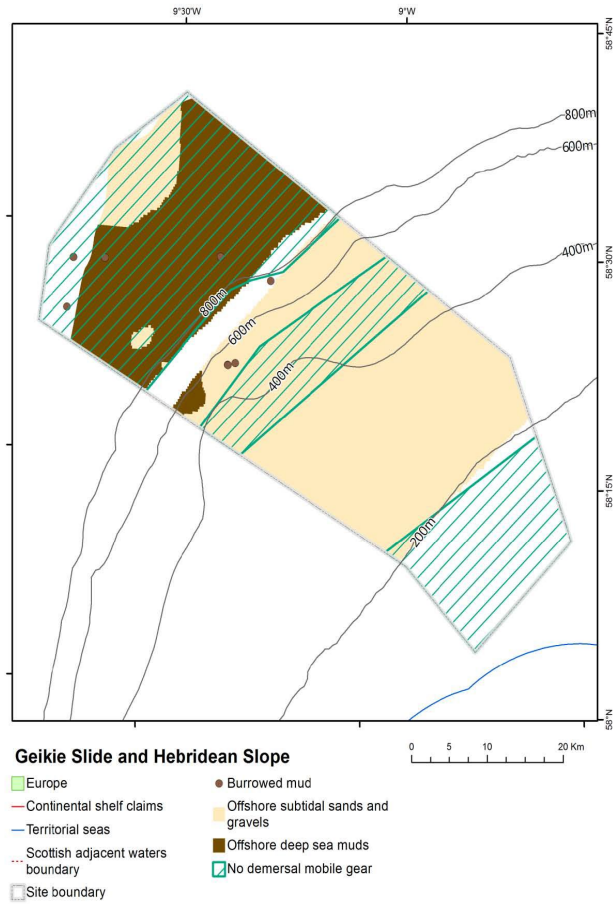 9°30'W
9°W
58°45'N
800m
600m
58°30'N
400m
800m
600m
400m
58°15'N
200m
58°N
Geikie Slide and Hebridean Slope
0 5 10 20 Km
Europe
Continental shelf claims
Territorial seas
Scottish adjacent waters
boundary
Site boundary
Burrowed mud
Offshore subtidal sands and
gravels
Offshore deep sea muds
No demersal mobile gear